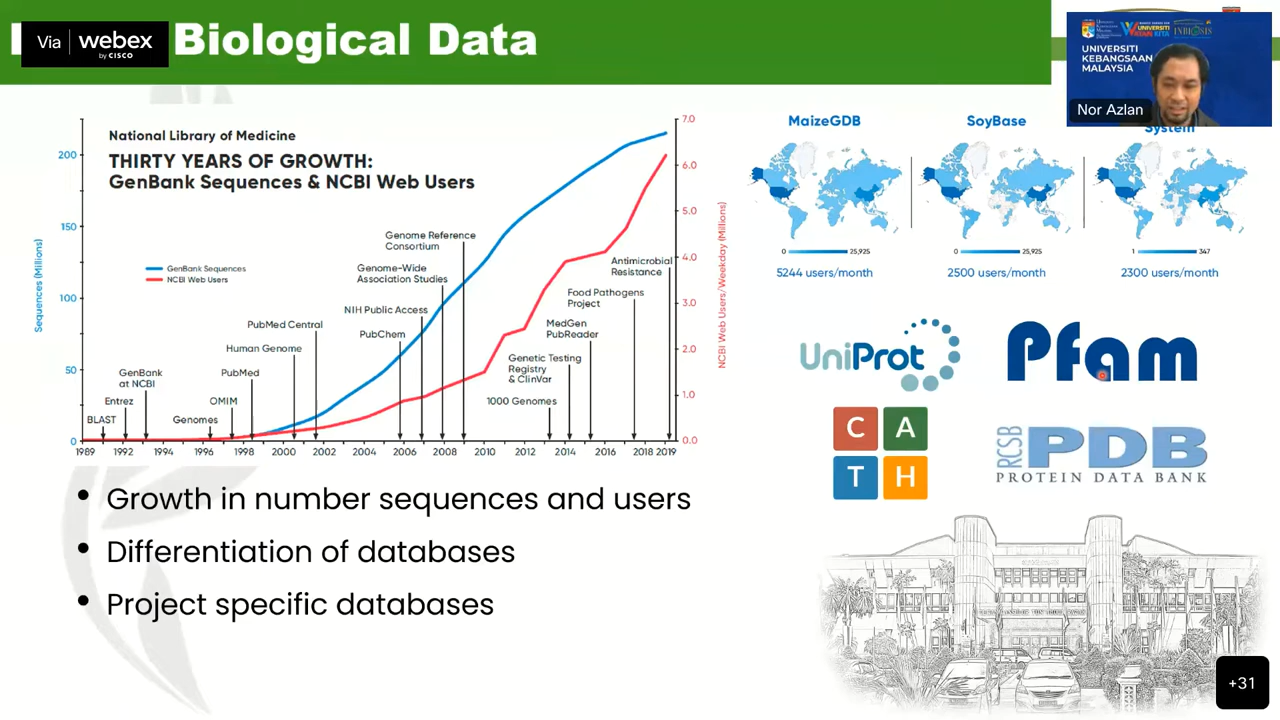 Via webex
by CISCO
Biological Data
UNIVERSITI
KEBANGSAAN
MALAYSIA
Nor Azlan
National Library of Medicine
THIRTY YEARS OF GROWTH:
GenBank Sequences & NCBI Web Users
GenBank Sequences
NCBI Web Users
Sequences (Millions)
200
150
100
50
0
7.0
6.0
5.0
4.0
3.0
2.0
1.0
0.0
NCBI Web Users/Weekday (Millions)
BLAST
Entrez
GenBank
at NCBI
Genomes
OMIM
PubMed
Human Genome
PubMed Central
PubChem
NIH Public Access
Genome-Wide
Association Studies
Genome Reference
Consortium
1000 Genomes
Genetic Testing
Registry
& ClinVar
MedGen
PubReader
Food Pathogens
Project
Antimicrobial
Resistance
1989 1992 1994 1996 1998 2000 2002 2004 2006 2008 2010 2012 2014 2016 2018 2019
MaizeGDB
0 25,925
5244 users/month
SoyBase
0 25,925
2500 users/month
System
1 347
2300 users/month
UniProt
Pfam
C A
T H
RCSB
PDB
PROTEIN DATA BANK
• Growth in number sequences and users
• Differentiation of databases
• Project specific databases
+31